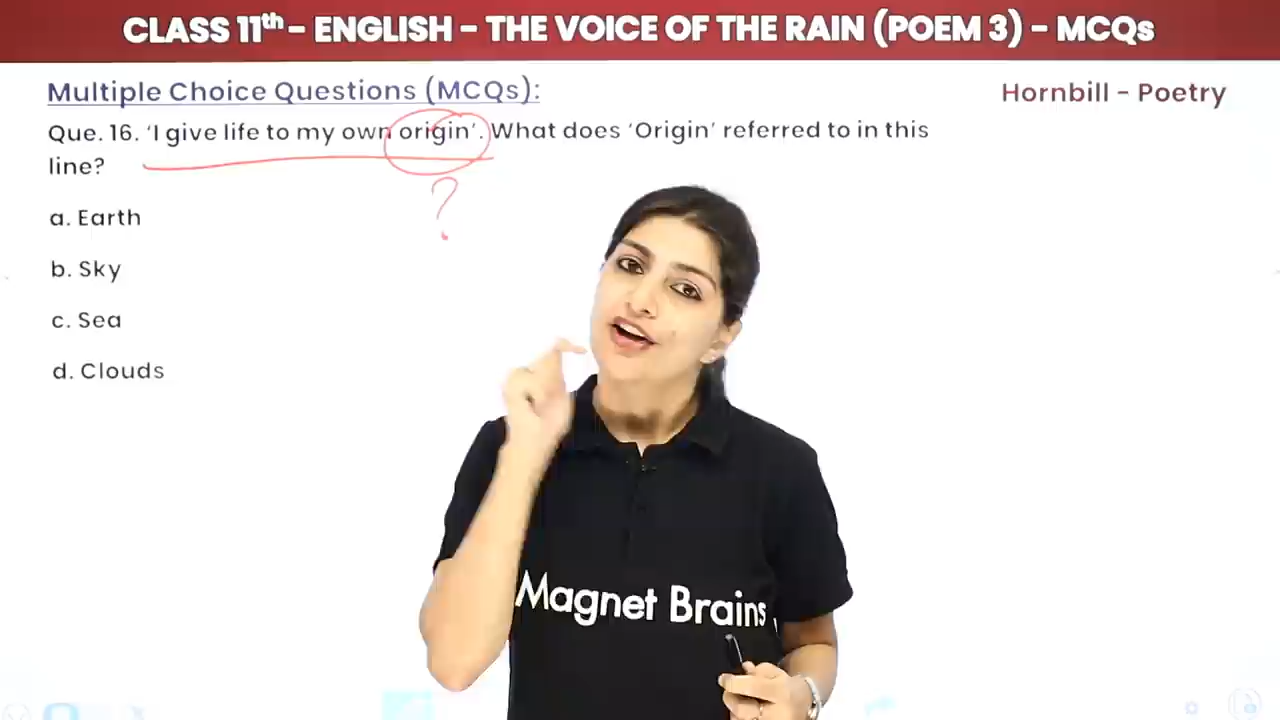 CLASS 11th – ENGLISH – THE VOICE OF THE RAIN (POEM 3) – MCQs
Multiple Choice Questions (MCQs):
Hornbill – Poetry
Que. 16. ‘I give life to my own origin’. What does ‘Origin’ referred to in this
line?
?
a. Earth
b. Sky
c. Sea
d. Clouds
Magnet Brains